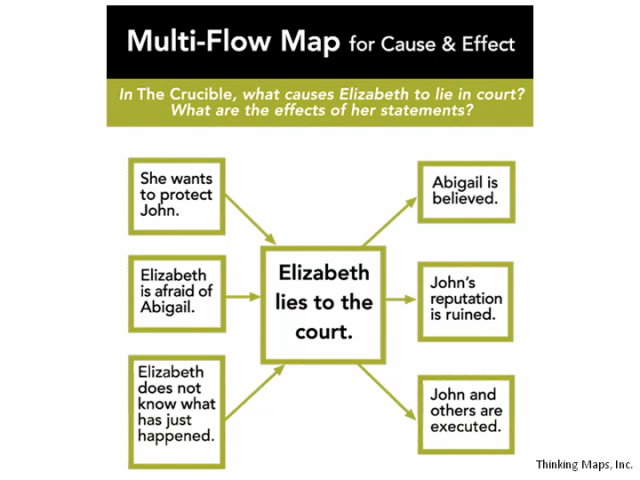 Multi-Flow Map for Cause & Effect
In The Crucible, what causes Elizabeth to lie in court?
What are the effects of her statements?
She wants
to protect
John.
Elizabeth
is afraid of
Abigail.
Elizabeth
does not
know what
has just
happened.
Elizabeth
lies to the
court.
Abigail is
believed.
John's
reputation
is ruined.
John and
others are
executed.
Thinking Maps, Inc.